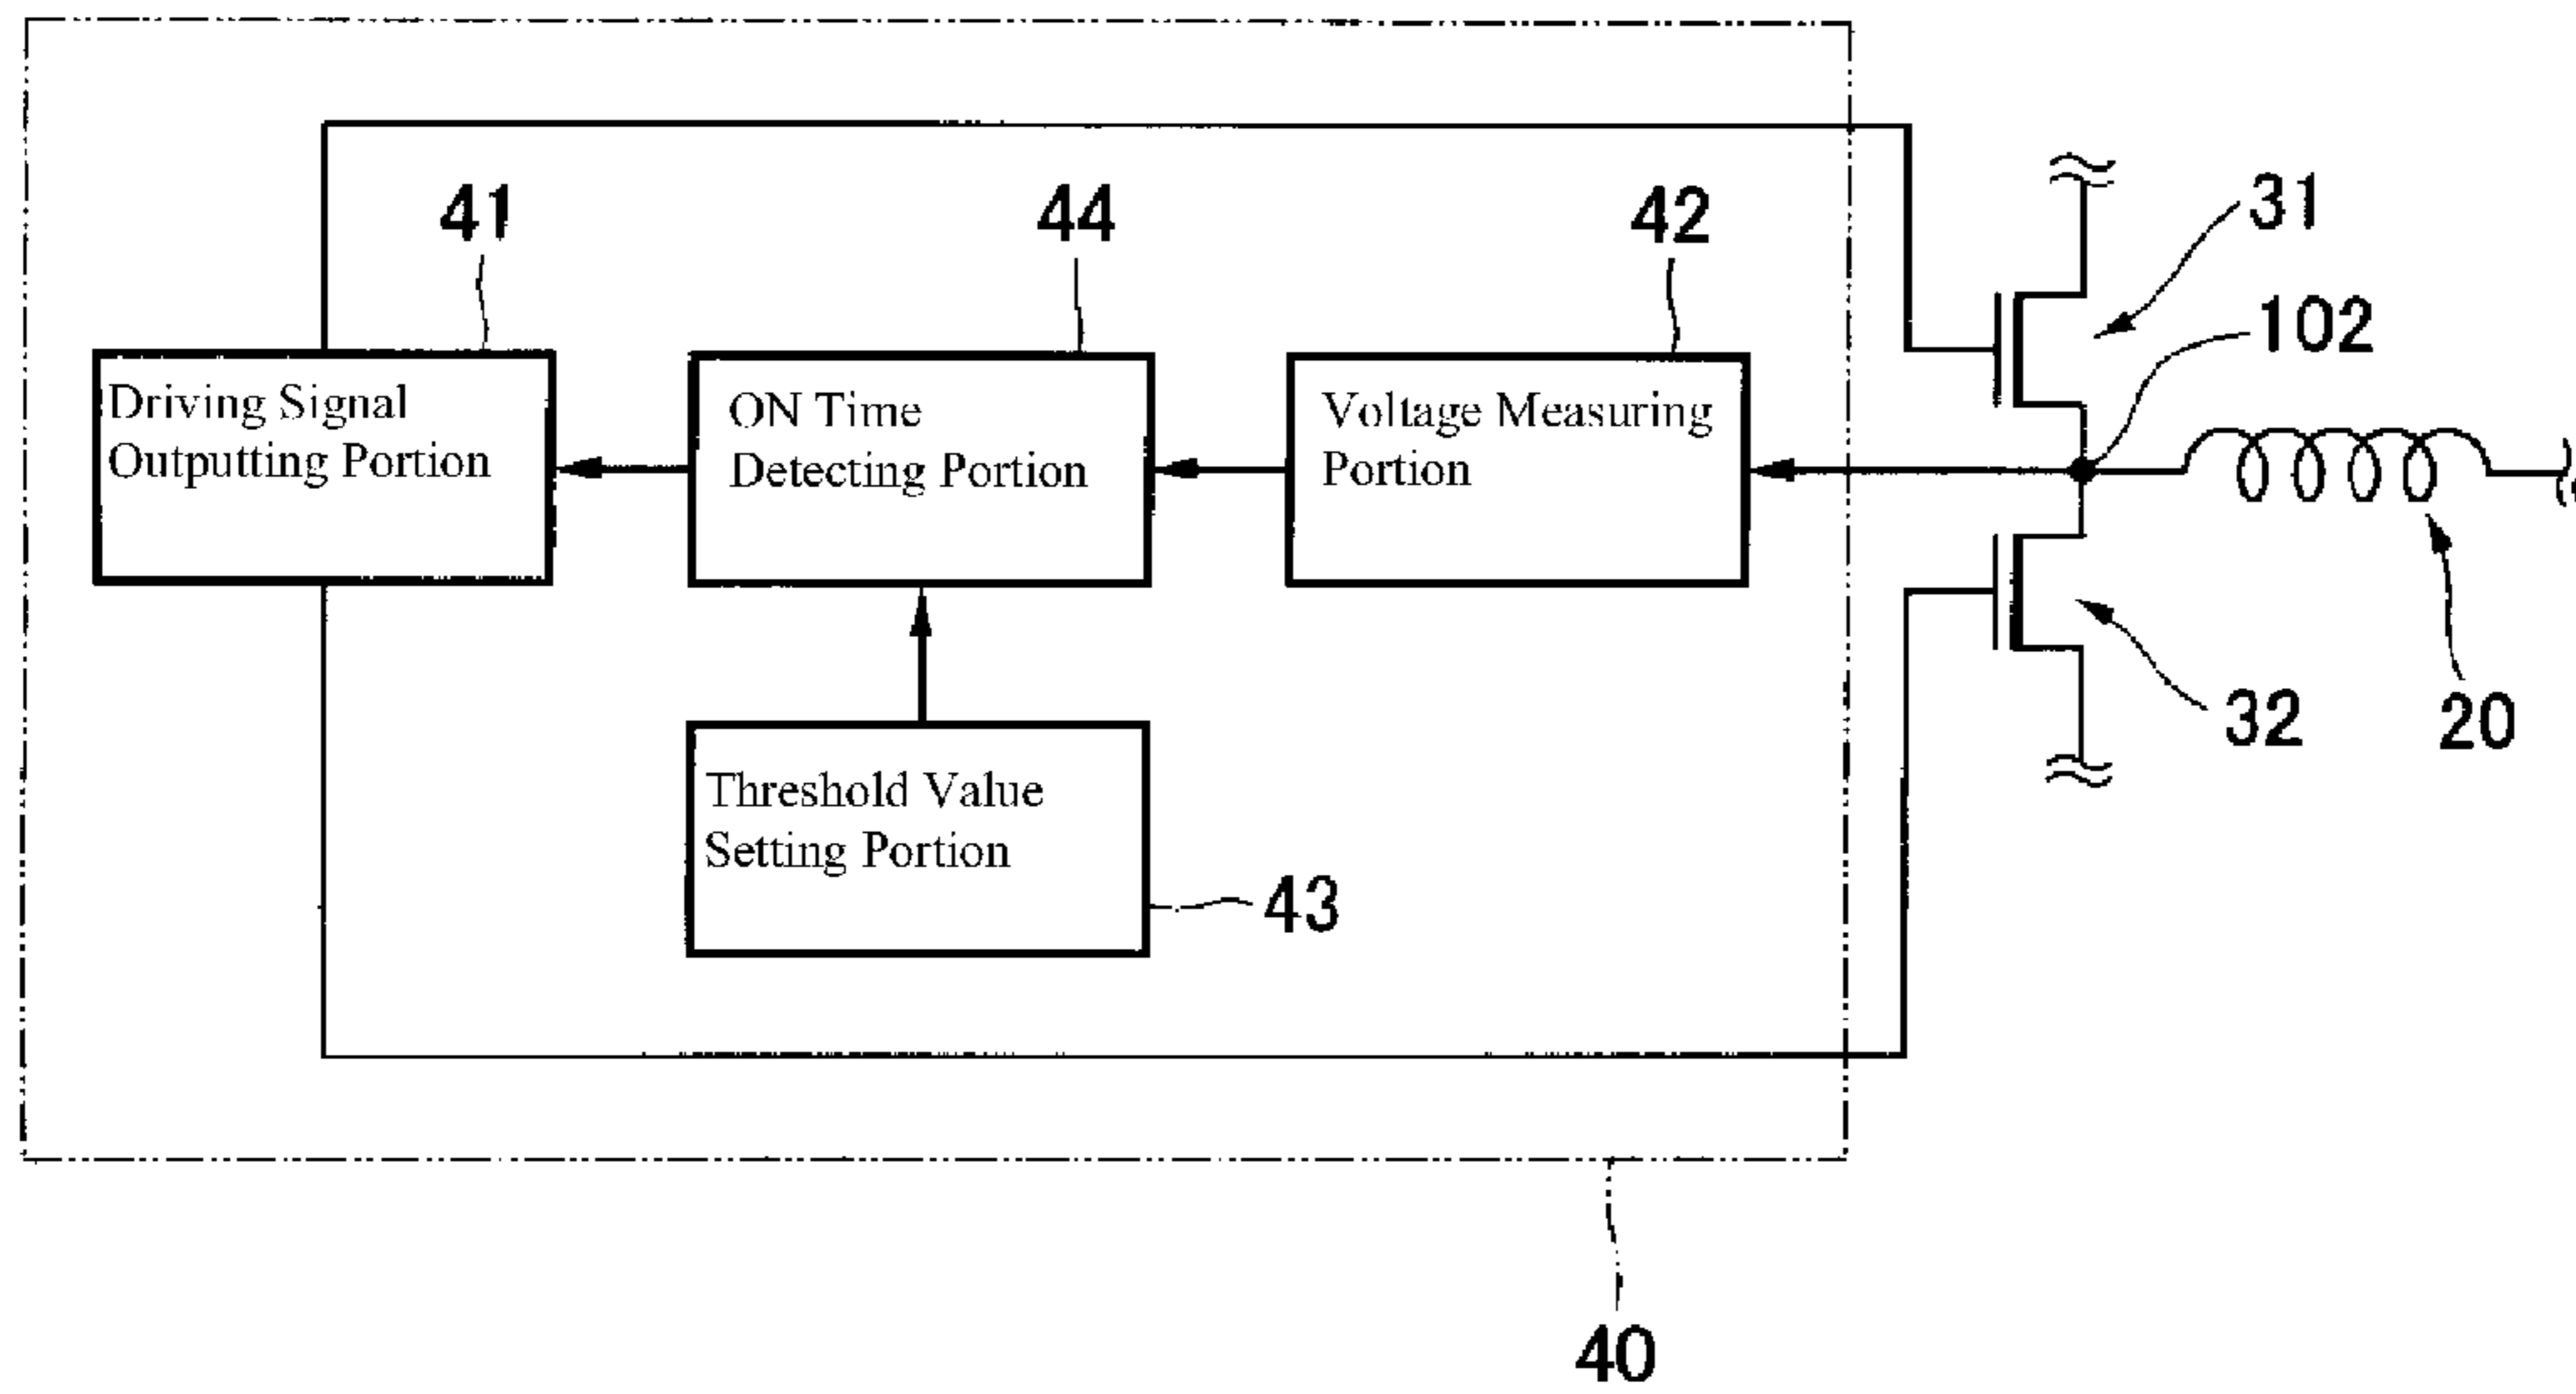 41
44
42
31
102
Driving Signal
Outputting Portion
ON Time
Detecting Portion
Voltage Measuring
Portion
32
20
Threshold Value
Setting Portion
43
40